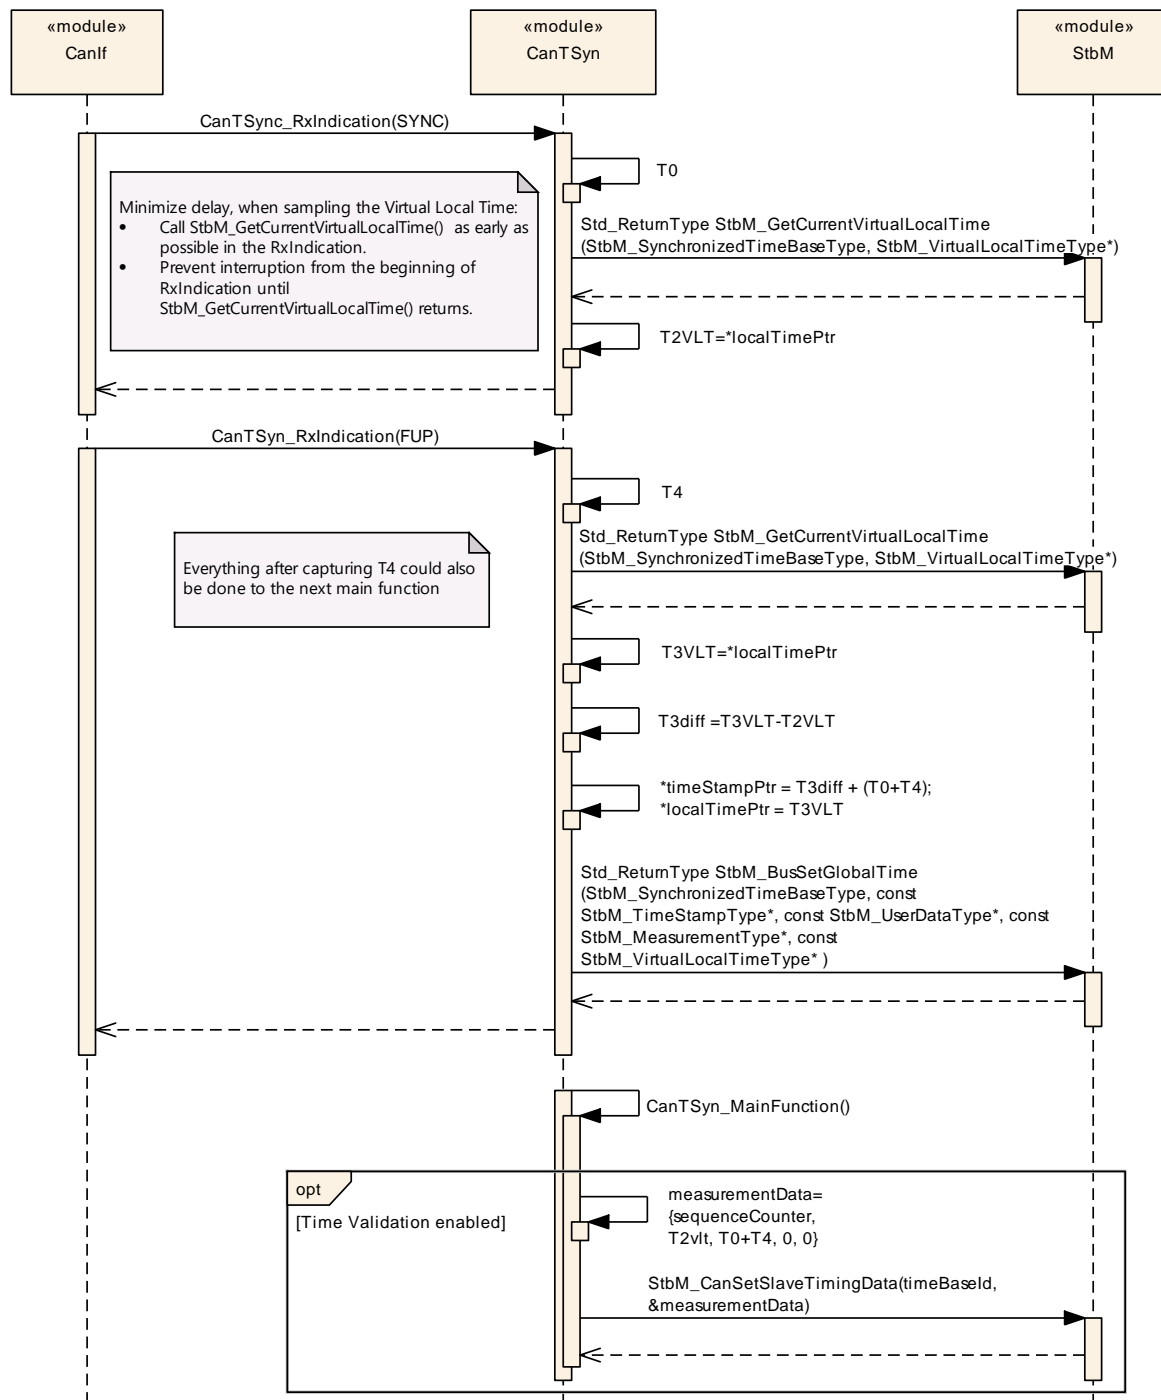 «module»
CanIf
«module»
CanTSyn
«module»
StbM
CanTSync_RxIndication(SYNC)
T0
Minimize delay, when sampling the Virtual Local Time:
• Call StbM_GetCurrentVirtualLocalTime() as early as
possible in the RxIndication.
• Prevent interruption from the beginning of
RxIndication until
StbM_GetCurrentVirtualLocalTime() returns.
Std_ReturnType StbM_GetCurrentVirtualLocalTime
(StbM_SynchronizedTimeBaseType, StbM_VirtualLocalTimeType*)
T2VLT=*localTimePtr
CanTSyn_RxIndication(FUP)
T4
Std_ReturnType StbM_GetCurrentVirtualLocalTime
(StbM_SynchronizedTimeBaseType, StbM_VirtualLocalTimeType*)
Everything after capturing T4 could also
be done to the next main function
T3VLT=*localTimePtr
T3diff =T3VLT-T2VLT
*timeStampPtr = T3diff + (T0+T4);
*localTimePtr = T3VLT
Std_ReturnType StbM_BusSetGlobalTime
(StbM_SynchronizedTimeBaseType, const
StbM_TimeStampType*, const StbM_UserDataType*, const
StbM_MeasurementType*, const
StbM_VirtualLocalTimeType* )
CanTSyn_MainFunction()
opt
[Time Validation enabled]
measurementData=
{sequenceCounter,
T2vlt, T0+T4, 0, 0}
StbM_CanSetSlaveTimingData(timeBaseId,
&measurementData)